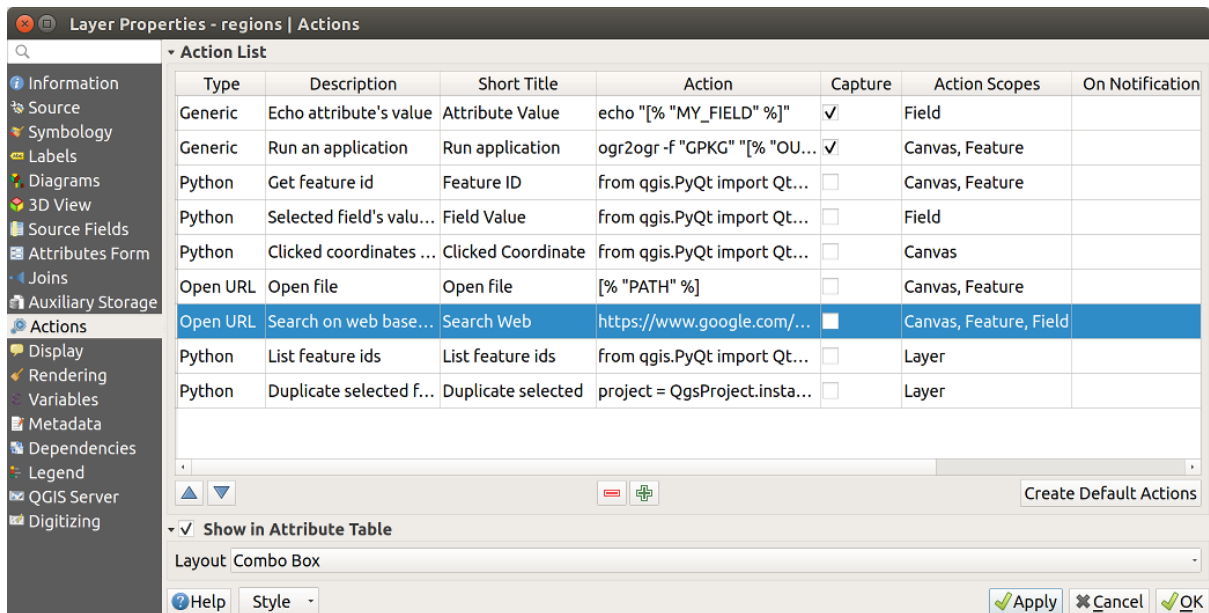 Layer Properties - regions | Actions
Information
Source
Symbology
Labels
Diagrams
3D View
Source Fields
Attributes Form
Joins
Auxiliary Storage
Actions
Display
Rendering
Variables
Metadata
Dependencies
Legend
QGIS Server
Digitizing
Action List
Type Description Short Title Action Capture Action Scopes On Notification
Generic Echo attribute's value Attribute Value echo "[% "MY_FIELD" %]" Field
Generic Run an application Run application ogr2ogr -f "GPKG" "[% "OU... Canvas, Feature
Python Get feature id Feature ID from qgis.PyQt import Qt... Canvas, Feature
Python Selected field's valu... Field Value from qgis.PyQt import Qt... Field
Python Clicked coordinates ... Clicked Coordinate from qgis.PyQt import Qt... Canvas
Open URL Open file Open file [% "PATH" %] Canvas, Feature
Open URL Search on web base... Search Web https://www.google.com/... Canvas, Feature, Field
Python List feature ids List feature ids from qgis.PyQt import Qt... Layer
Python Duplicate selected f... Duplicate selected project = QgsProject.insta... Layer
Create Default Actions
Show in Attribute Table
Layout Combo Box
Help Style Apply Cancel OK